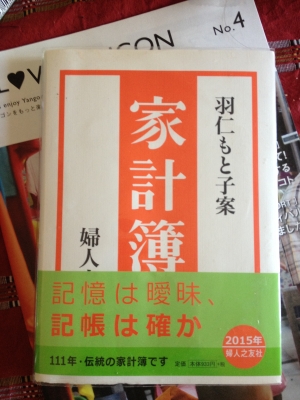 No.4
enjoy Tango
羽仁もと子案
家計簿
婦人
記憶は曖昧、
記帳は確か
2015年
婦人之友社
111年・伝統の家計簿です